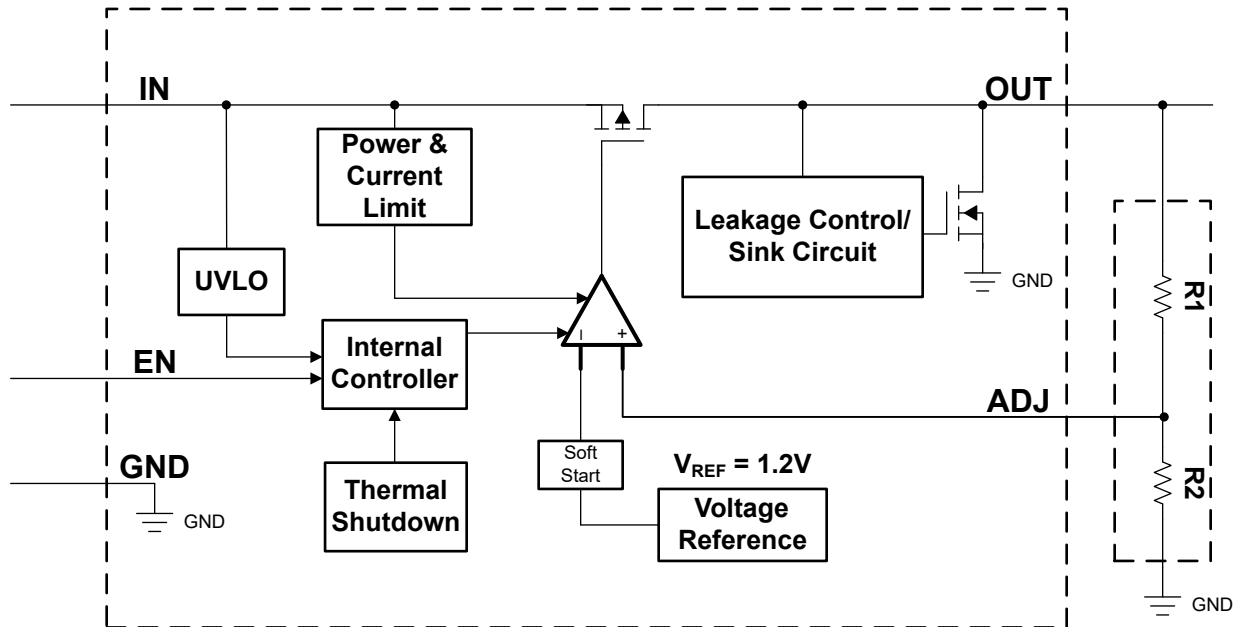 IN
OUT
Power &
Current
Limit
Leakage Control/
Sink Circuit
GND
UVLO
R1
Internal
Controller
EN
– +
ADJ
GND
GND
Thermal
Shutdown
Soft
Start
VREF = 1.2V
Voltage
Reference
R2
GND